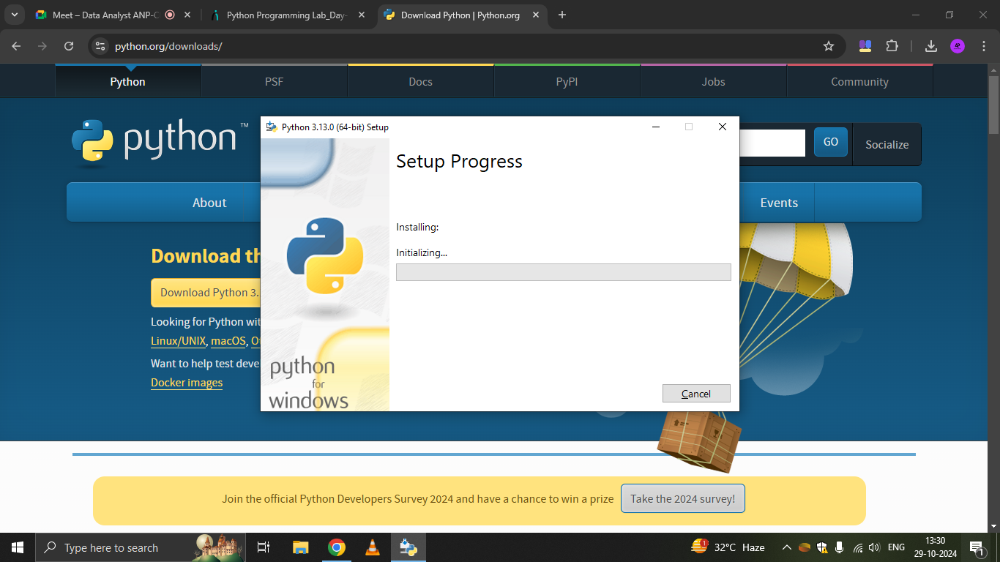 Meet – Data Analyst ANP-C
Python Programming Lab_Day-
Download Python | Python.org
python.org/downloads/
Python
PSF
Docs
PyPI
Jobs
Community
python™
GO
Socialize
About
Events
Download th
Download Python 3.
Looking for Python wit
Linux/UNIX, macOS, O
Want to help test deve
Docker images
Python 3.13.0 (64-bit) Setup
Setup Progress
Installing:
Initializing...
python
for
windows
Cancel
Join the official Python Developers Survey 2024 and have a chance to win a prize
Take the 2024 survey!
Type here to search
1
32°C Haze
ENG
13:30
29-10-2024
1